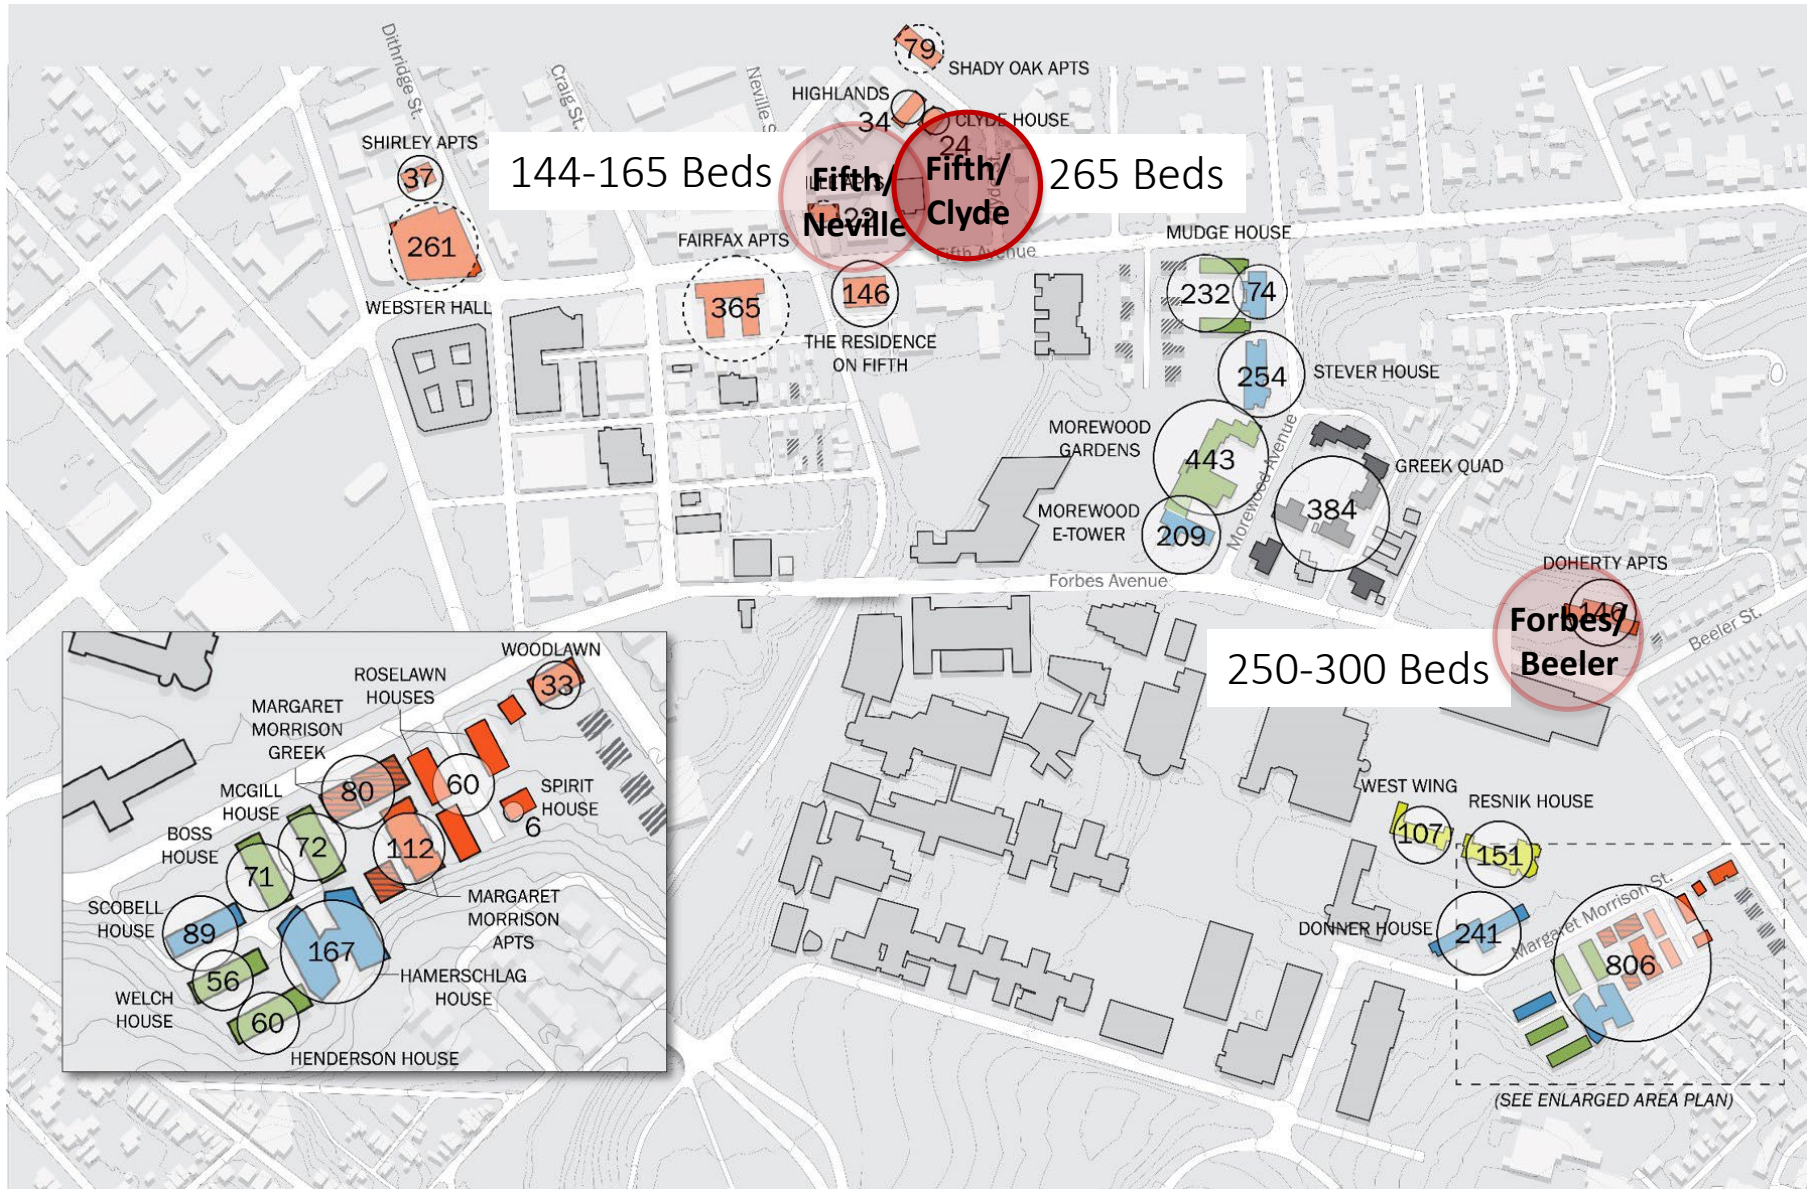 79
SHADY OAK APTS
HIGHLANDS
34
CLYDE HOUSE
24
Dithridge St.
Craig St.
Neville S
SHIRLEY APTS
37
144-165 Beds
Fifth/
Neville
22
Fifth/
Clyde
265 Beds
261
WEBSTER HALL
FAIRFAX APTS
365
146
THE RESIDENCE
ON FIFTH
Fifth Avenue
MUDGE HOUSE
232
74
254
STEVER HOUSE
MOREWOOD
GARDENS
443
Morewood Avenue
GREEK QUAD
384
MOREWOOD
E-TOWER
209
Forbes Avenue
DOHERTY APTS
146
Forbes/
Beeler
Beeler St.
250-300 Beds
WOODLAWN
33
ROSELAWN
HOUSES
MARGARET
MORRISON
GREEK
80
60
SPIRIT
HOUSE
6
MCGILL
HOUSE
72
112
BOSS
HOUSE
71
MARGARET
MORRISON
APTS
SCOBELL
HOUSE
89
167
HAMERSCHLAG
HOUSE
56
WELCH
HOUSE
60
HENDERSON HOUSE
WEST WING
107
RESNIK HOUSE
151
DONNER HOUSE
241
Margaret Morrison St.
806
(SEE ENLARGED AREA PLAN)